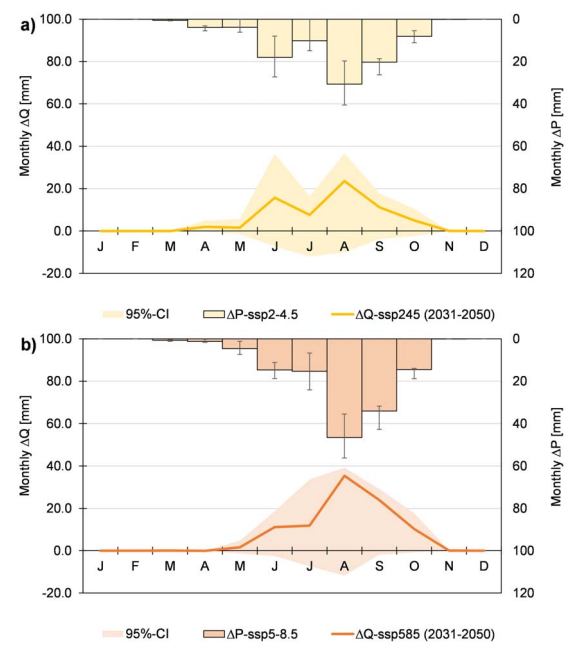 a)
100.0
80.0
60.0
40.0
20.0
0.0
-20.0
Monthly ΔQ [mm]
0
20
40
60
80
100
120
Monthly ΔP [mm]
J F M A M J J A S O N D
95%-CI ΔP-ssp2-4.5 ΔQ-ssp245 (2031-2050)
b)
100.0
80.0
60.0
40.0
20.0
0.0
-20.0
Monthly ΔQ [mm]
0
20
40
60
80
100
120
Monthly ΔP [mm]
J F M A M J J A S O N D
95%-CI ΔP-ssp5-8.5 ΔQ-ssp585 (2031-2050)